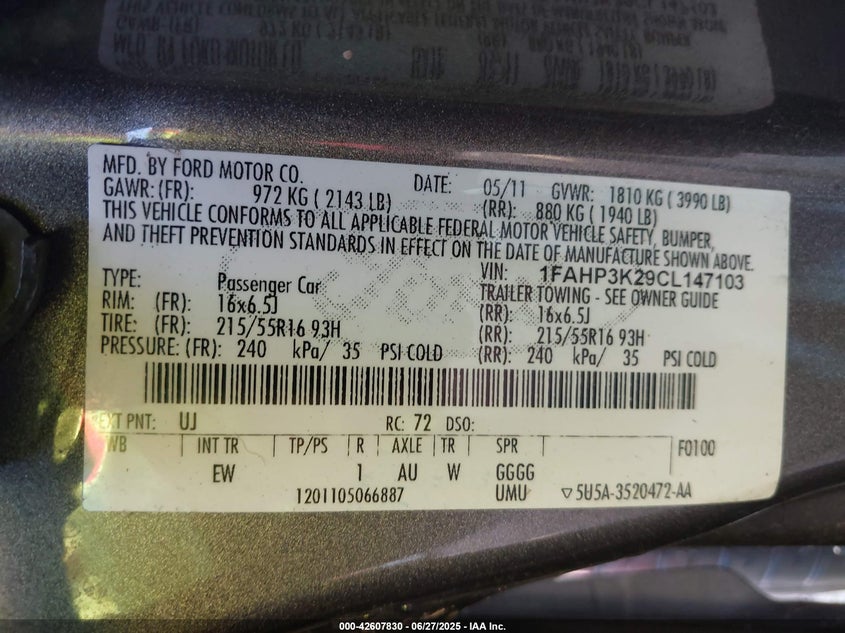 MFD. BY FORD MOTOR CO. DATE: 05/11 GVWR: 1810 KG ( 3990 LB)
GAWR: (FR): 972 KG ( 2143 LB) (RR): 880 KG ( 1940 LB)
THIS VEHICLE CONFORMS TO ALL APPLICABLE FEDERAL MOTOR VEHICLE SAFETY, BUMPER,
AND THEFT PREVENTION STANDARDS IN EFFECT ON THE DATE OF MANUFACTURE SHOWN ABOVE.
VIN: 1FAHP3K29CL147103
TYPE: Passenger Car TRAILER TOWING - SEE OWNER GUIDE
RIM: (FR): 16x6.5J (RR): 16x6.5J
TIRE: (FR): 215/55R16 93H (RR): 215/55R16 93H
PRESSURE: (FR): 240 kPa/ 35 PSI COLD (RR): 240 kPa/ 35 PSI COLD
EXT PNT: UJ RC: 72 DSO:
WB INT TR TP/PS R AXLE TR SPR F0100
EW 1 AU W GGGG
1201105066887 UMU ▽5U5A-3520472-AA
000-42607830 - 06/27/2025 - IAA Inc.